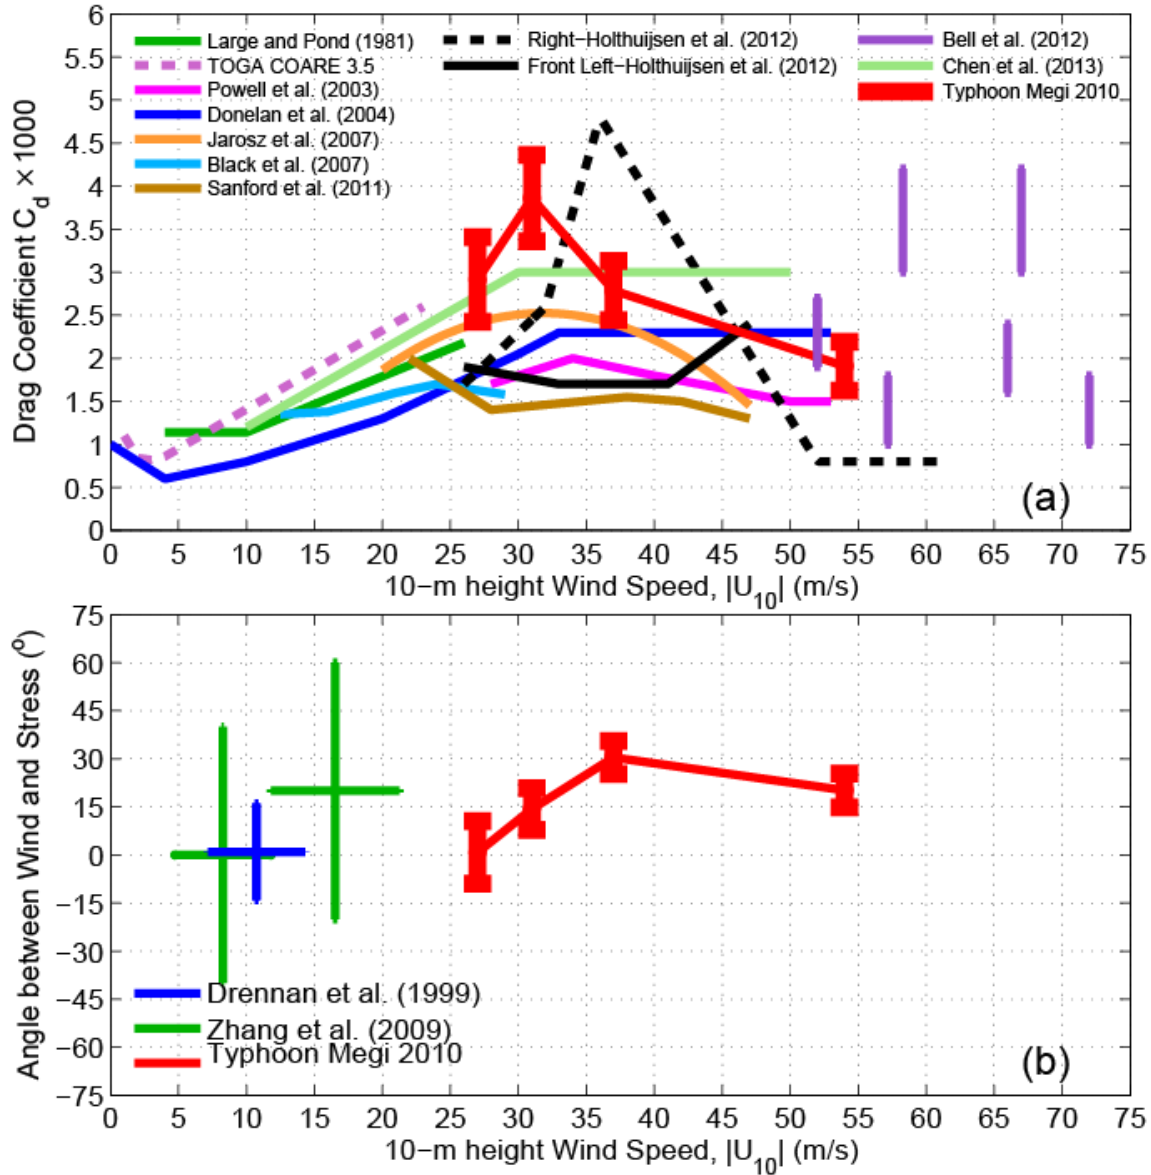 6
5.5
5
4.5
4
3.5
3
2.5
2
1.5
1
0.5
0
Drag Coefficient C_d ×1000
Large and Pond (1981)
TOGA COARE 3.5
Powell et al. (2003)
Donelan et al. (2004)
Jarosz et al. (2007)
Black et al. (2007)
Sanford et al. (2011)
Right−Holthuijsen et al. (2012)
Front Left−Holthuijsen et al. (2012)
Bell et al. (2012)
Chen et al. (2013)
Typhoon Megi 2010
(a)
0 5 10 15 20 25 30 35 40 45 50 55 60 65 70 75
10−m height Wind Speed, |U_10| (m/s)
75
60
45
30
15
0
−15
−30
−45
−60
−75
Angle between Wind and Stress (°)
Drennan et al. (1999)
Zhang et al. (2009)
Typhoon Megi 2010
(b)
0 5 10 15 20 25 30 35 40 45 50 55 60 65 70 75
10−m height Wind Speed, |U_10| (m/s)